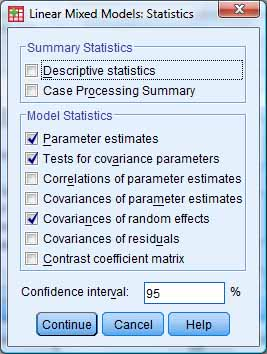 Linear Mixed Models: Statistics
Summary Statistics
Descriptive statistics
Case Processing Summary
Model Statistics
Parameter estimates
Tests for covariance parameters
Correlations of parameter estimates
Covariances of parameter estimates
Covariances of random effects
Covariances of residuals
Contrast coefficient matrix
Confidence interval: 95 %
Continue Cancel Help